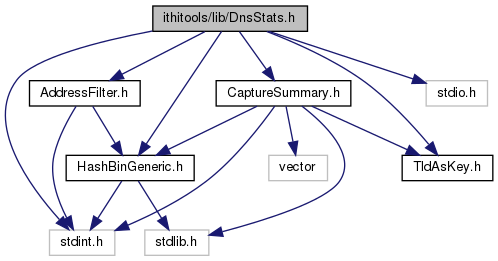 ithitools/lib/DnsStats.h
AddressFilter.h
CaptureSummary.h
stdio.h
HashBinGeneric.h
vector
TldAsKey.h
stdint.h
stdlib.h